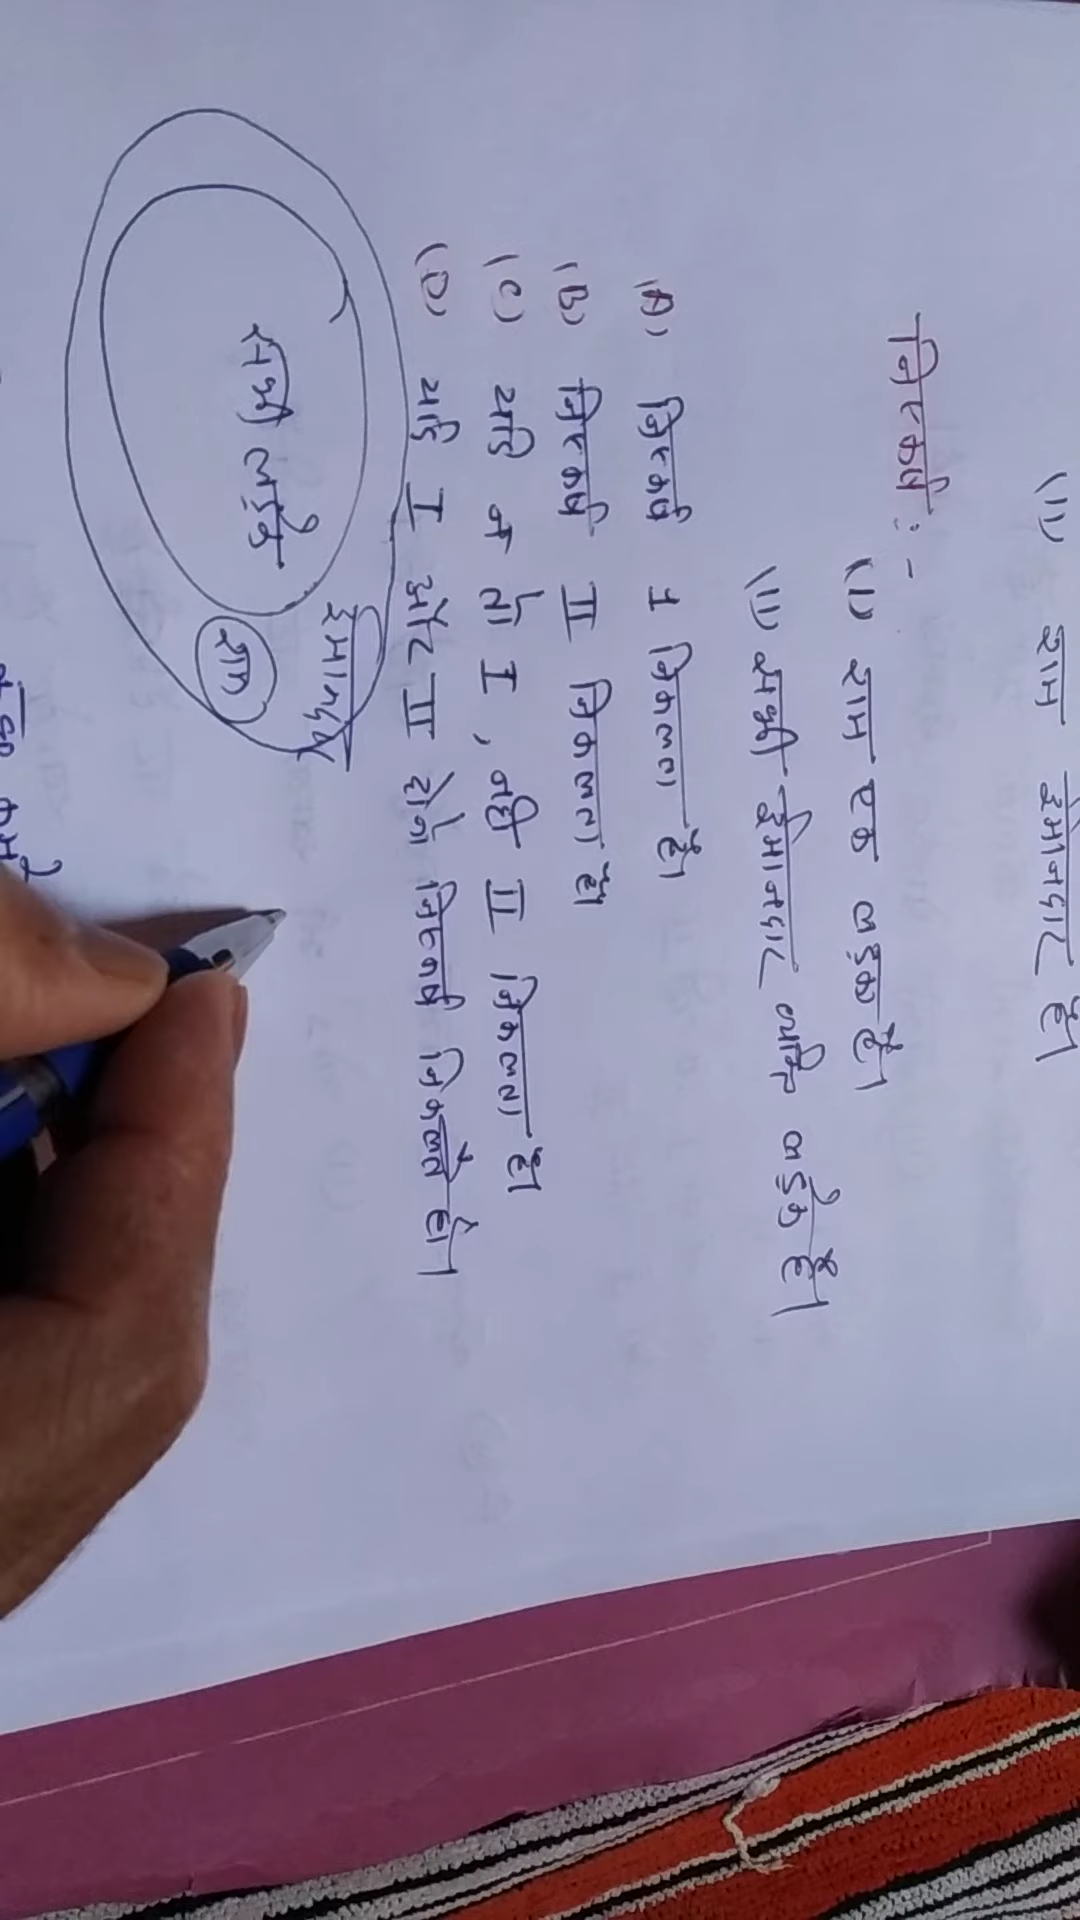 (ii) राम ईमानदार है।
निष्कर्ष :-
(i) राम एक लड़का है।
(ii) सभी ईमानदार व्यक्ति लड़के है।
(A) निष्कर्ष I निकलता है।
(B) निष्कर्ष II निकलता है।
(C) यदि न तो I, नही II निकलता है।
(D) यदि I और II दोनो निष्कर्ष निकलते है।
सभी लड़के
ईमानदार
राम